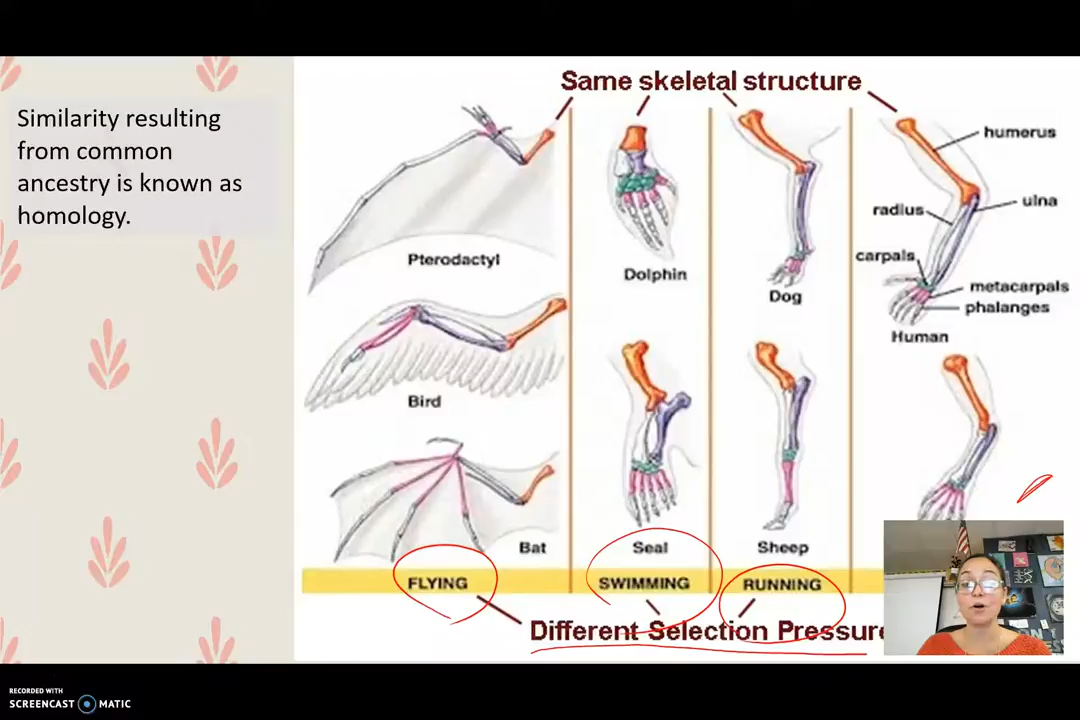 Same skeletal structure
Similarity resulting
from common
ancestry is known as
homology.
humerus
ulna
radius
carpals
metacarpals
phalanges
Pterodactyl
Dolphin
Dog
Human
Bird
Bat
Seal
Sheep
FLYING
SWIMMING
RUNNING
Different Selection Pressure
RECORDED WITH
SCREENCAST MATIC